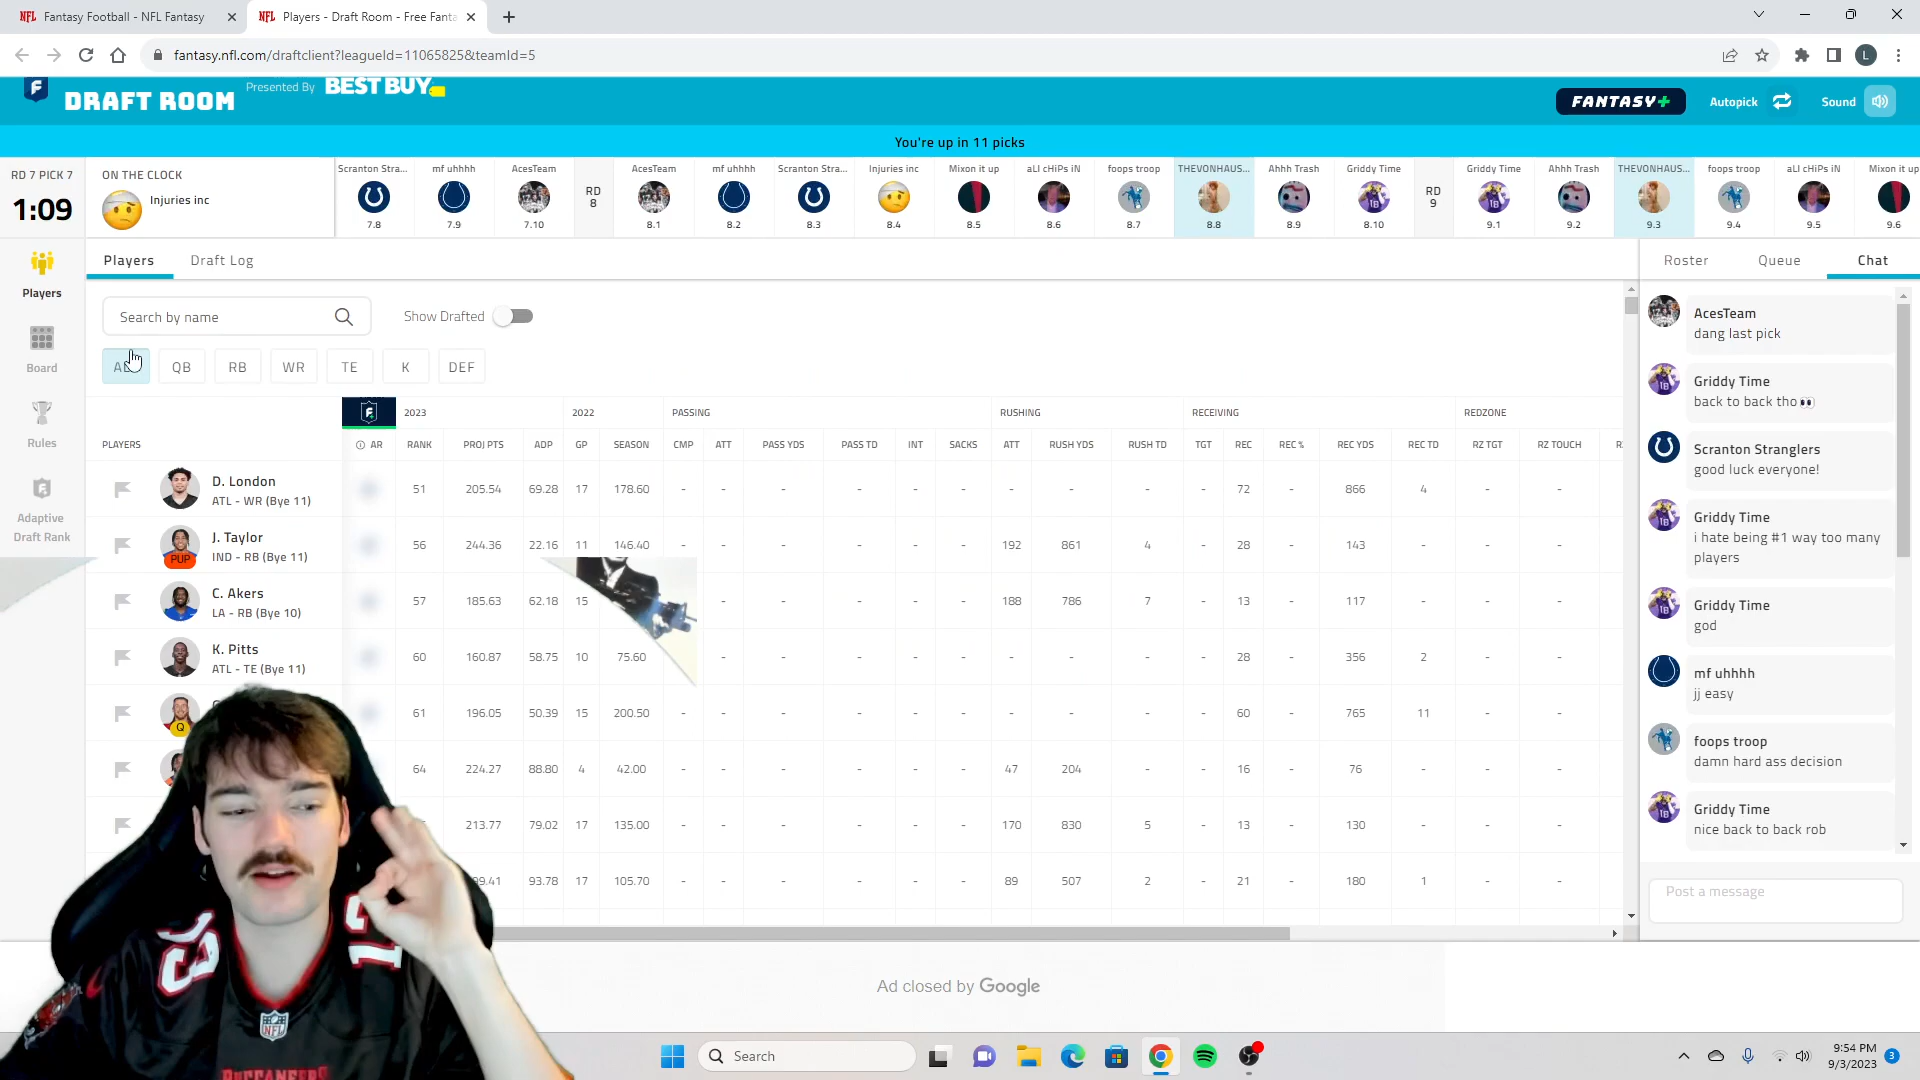 Fantasy Football - NFL Fantasy
Players - Draft Room - Free Fanta
fantasy.nfl.com/draftclient?leagueId=11065825&teamId=5
L
DRAFT ROOM
Presented By BEST BUY
FANTASY+
Autopick
Sound
You're up in 11 picks
RD 7 PICK 7
1:09
ON THE CLOCK
Injuries inc
Scranton Stra... mf uhhhh AcesTeam AcesTeam mf uhhhh Scranton Stra... Injuries inc Mixon it up aLl cHiPs iN foops troop THEVONHAUS... Ahhh Trash Griddy Time Griddy Time Ahhh Trash THEVONHAUS... foops troop aLl cHiPs iN Mixon it up
RD 8
RD 9
7.8 7.9 7.10 8.1 8.2 8.3 8.4 8.5 8.6 8.7 8.8 8.9 8.10 9.1 9.2 9.3 9.4 9.5 9.6
Players
Board
Rules
Adaptive
Draft Rank
Players Draft Log
Search by name
Show Drafted
QB RB WR TE K DEF
2023 2022 PASSING RUSHING RECEIVING REDZONE
PLAYERS AR RANK PROJ PTS ADP GP SEASON CMP ATT PASS YDS PASS TD INT SACKS ATT RUSH YDS RUSH TD TGT REC REC % REC YDS REC TD RZ TGT RZ TOUCH
D. London
ATL - WR (Bye 11)
51 205.54 69.28 17 178.60 - - - - - - - - - - 72 - 866 4 - -
J. Taylor
PUP
IND - RB (Bye 11)
56 244.36 22.16 11 146.40 192 861 4 - 28 - 143 - -
C. Akers
LA - RB (Bye 10)
57 185.63 62.18 15 - - - - - 188 786 7 - 13 - 117 - -
K. Pitts
ATL - TE (Bye 11)
60 160.87 58.75 10 75.60 - - - - - - - - - 28 - 356 2 - -
Q
61 196.05 50.39 15 200.50 - - - - - - - - - - 60 - 765 11 - -
64 224.27 88.80 4 42.00 - - - - - - 47 204 - - 16 - 76 - -
213.77 79.02 17 135.00 - - - - - - 170 830 5 - 13 - 130 - -
99.41 93.78 17 105.70 - - - - - - 89 507 2 - 21 - 180 1 - -
Roster Queue Chat
AcesTeam
dang last pick
Griddy Time
back to back tho👀
Scranton Stranglers
good luck everyone!
Griddy Time
i hate being #1 way too many
players
Griddy Time
god
mf uhhhh
jj easy
foops troop
damn hard ass decision
Griddy Time
nice back to back rob
Post a message
Ad closed by Google
NFL
BUCCANEERS
Search
9:54 PM
9/3/2023
3